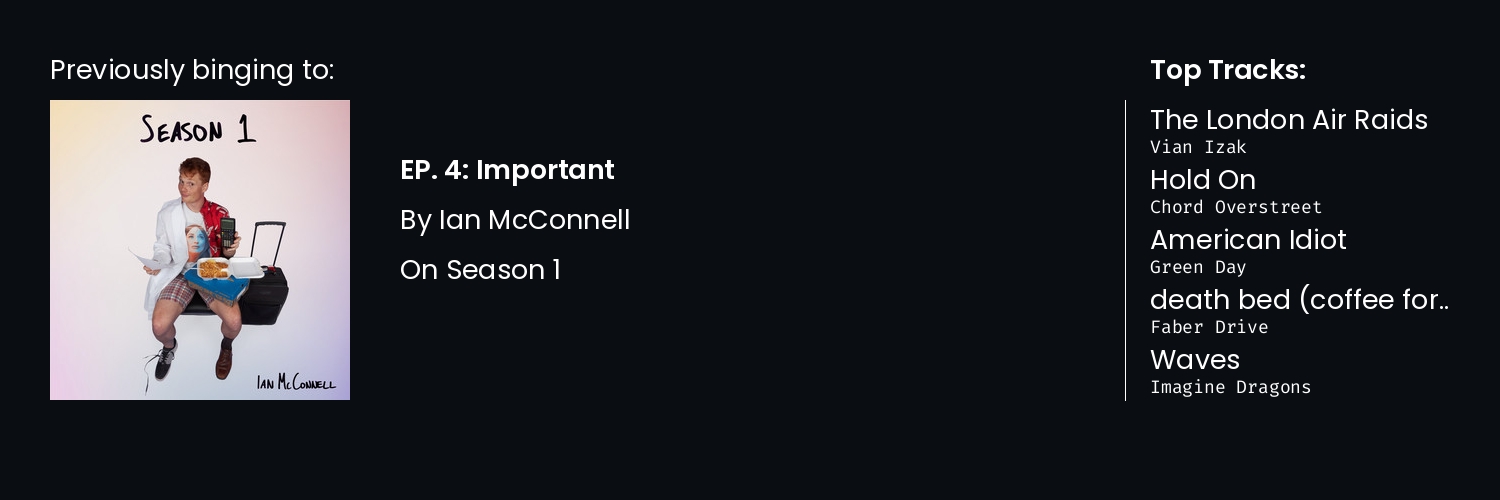 Previously binging to:
SEASON 1
IAN McCONNELL
EP. 4: Important
By Ian McConnell
On Season 1
Top Tracks:
The London Air Raids
Vian Izak
Hold On
Chord Overstreet
American Idiot
Green Day
death bed (coffee for..
Faber Drive
Waves
Imagine Dragons